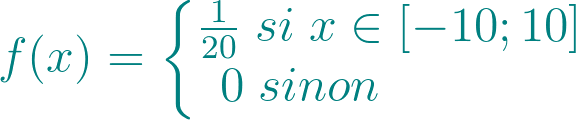 f(x) = { 1/20 si x ∈ [−10; 10]
0 sinon